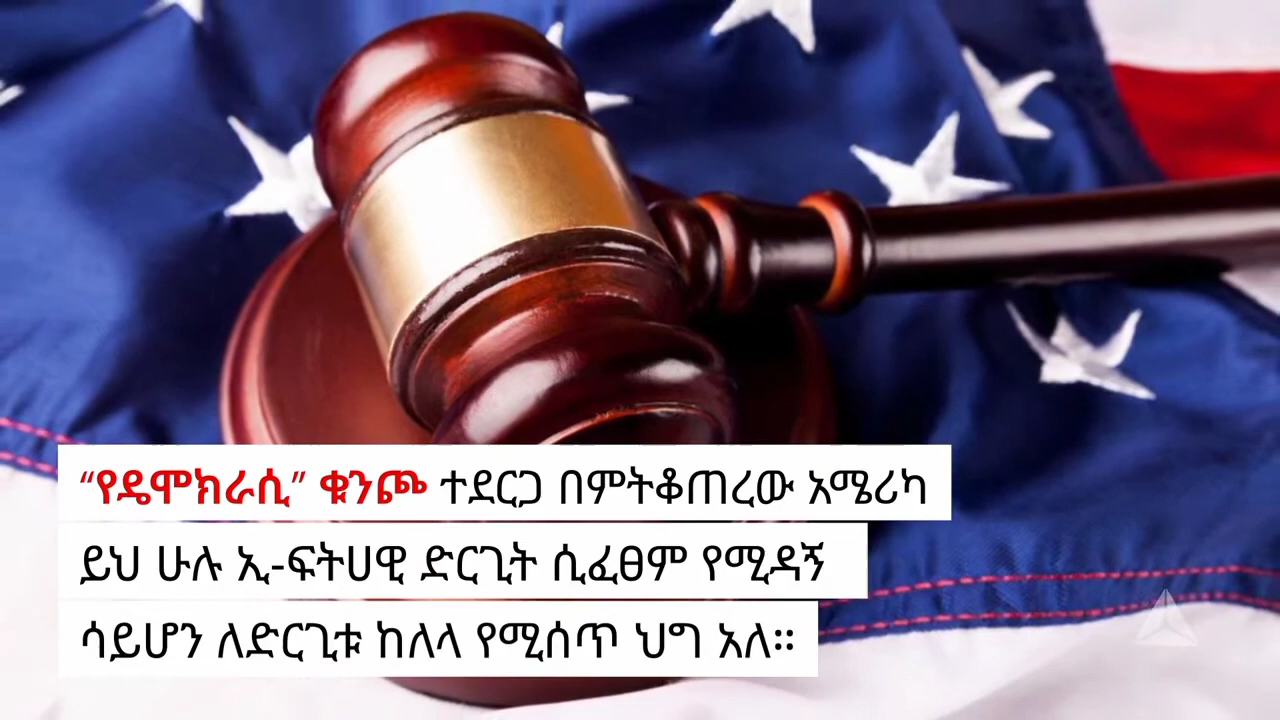 “የዴሞክራሲ” ቁንጮ ተደርጋ በምትቆጠረው አሜሪካ
ይህ ሁሉ ኢ-ፍትሀዊ ድርጊት ሲፈፀም የሚዳኝ
ሳይሆን ለድርጊቱ ከለላ የሚሰጥ ህግ አለ።